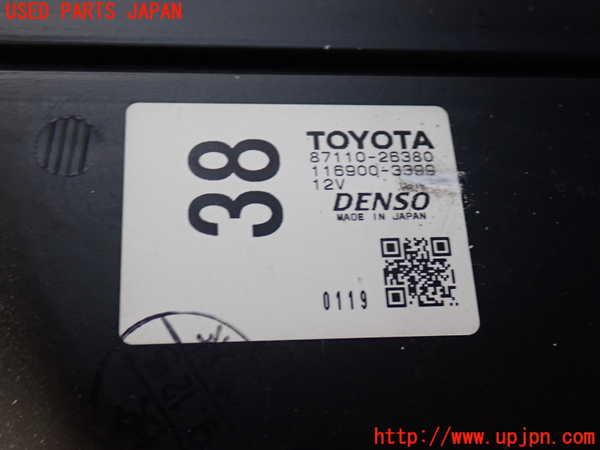 USED PARTS JAPAN
38
TOYOTA
87110-26380
116900-3399
12V
DENSO
MADE IN JAPAN
0119
http://www.upjpn.com/